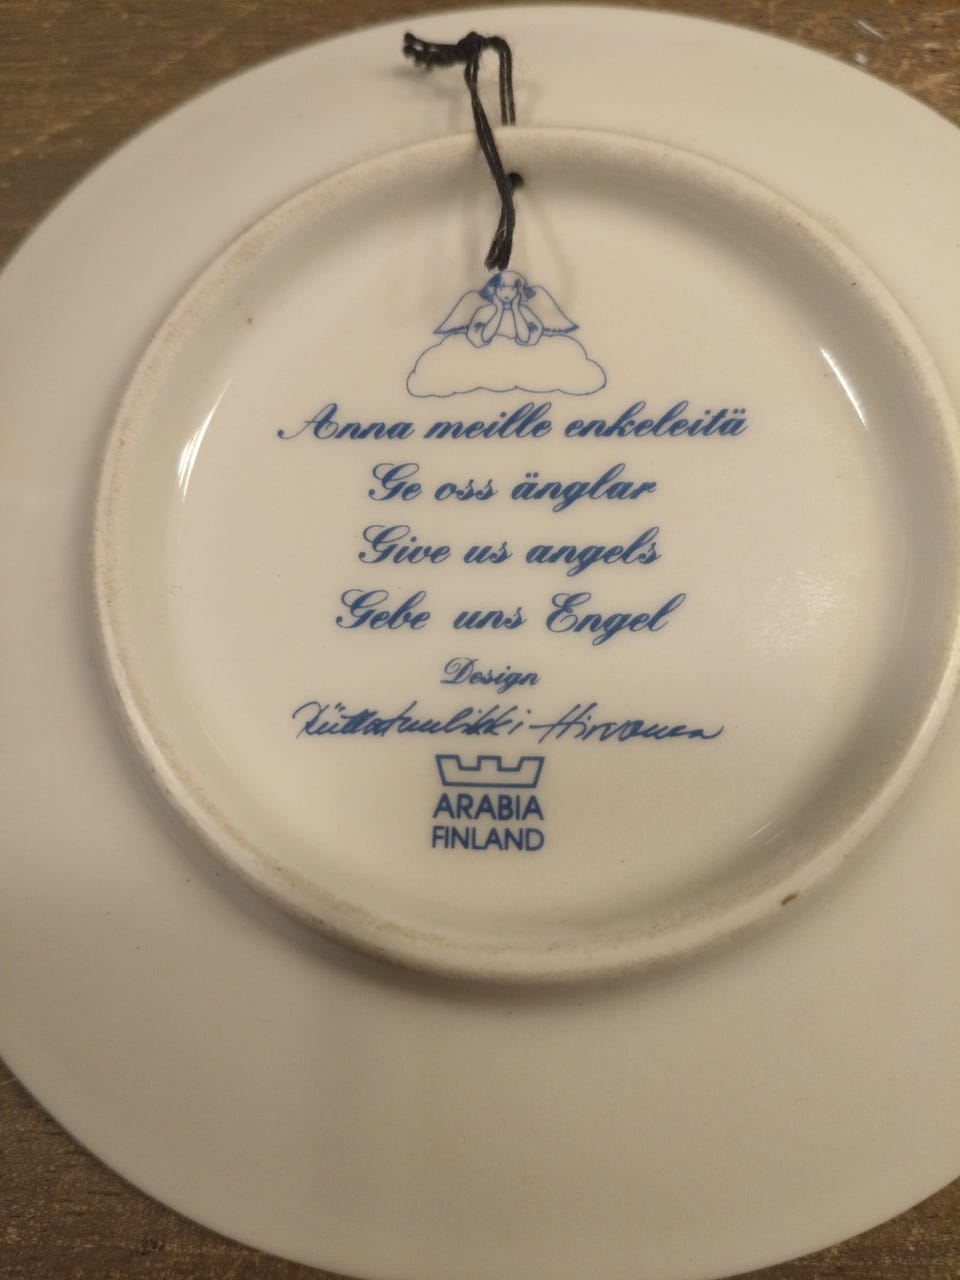 Anna meille enkeleitä
Ge oss änglar
Give us angels
Gebe uns Engel
Design
Hirvonen
ARABIA
FINLAND